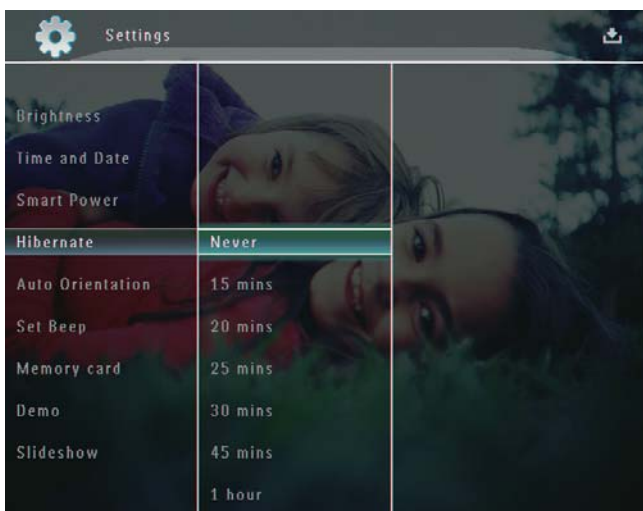 Settings
Brightness
Time and Date
Smart Power
Hibernate
Auto Orientation
Set Beep
Memory card
Demo
Slideshow
Never
15 mins
20 mins
25 mins
30 mins
45 mins
1 hour